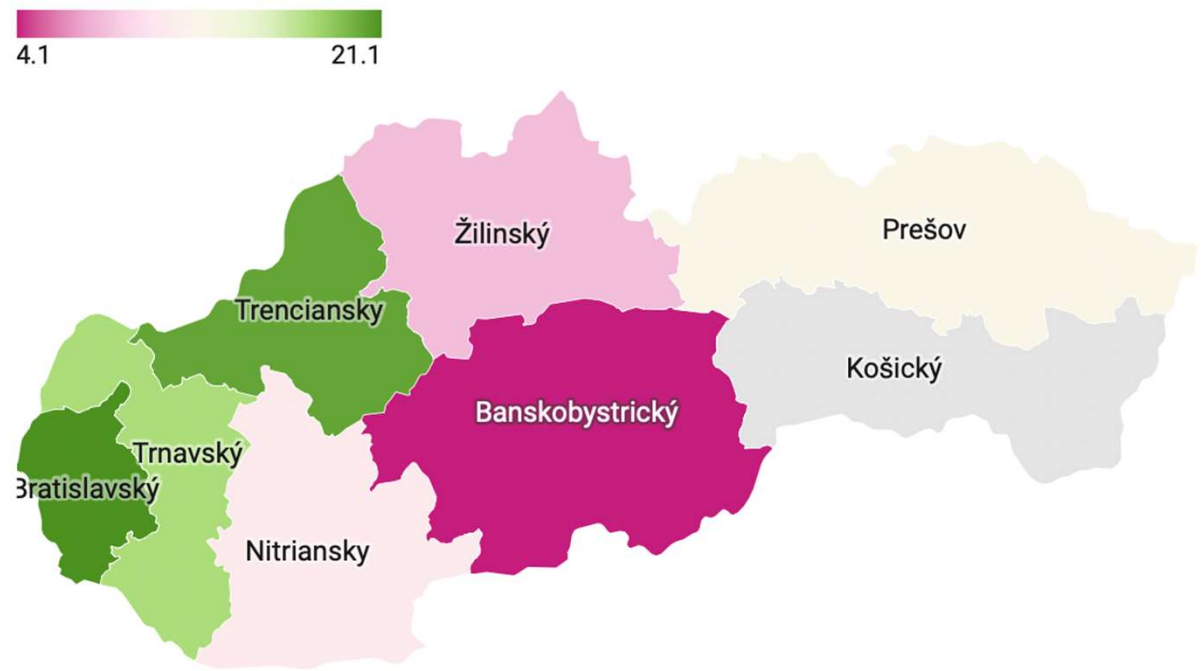 4.1 21.1
Žilinský
Prešov
Trenciansky
Košický
Banskobystrický
Trnavský
Bratislavský
Nitriansky